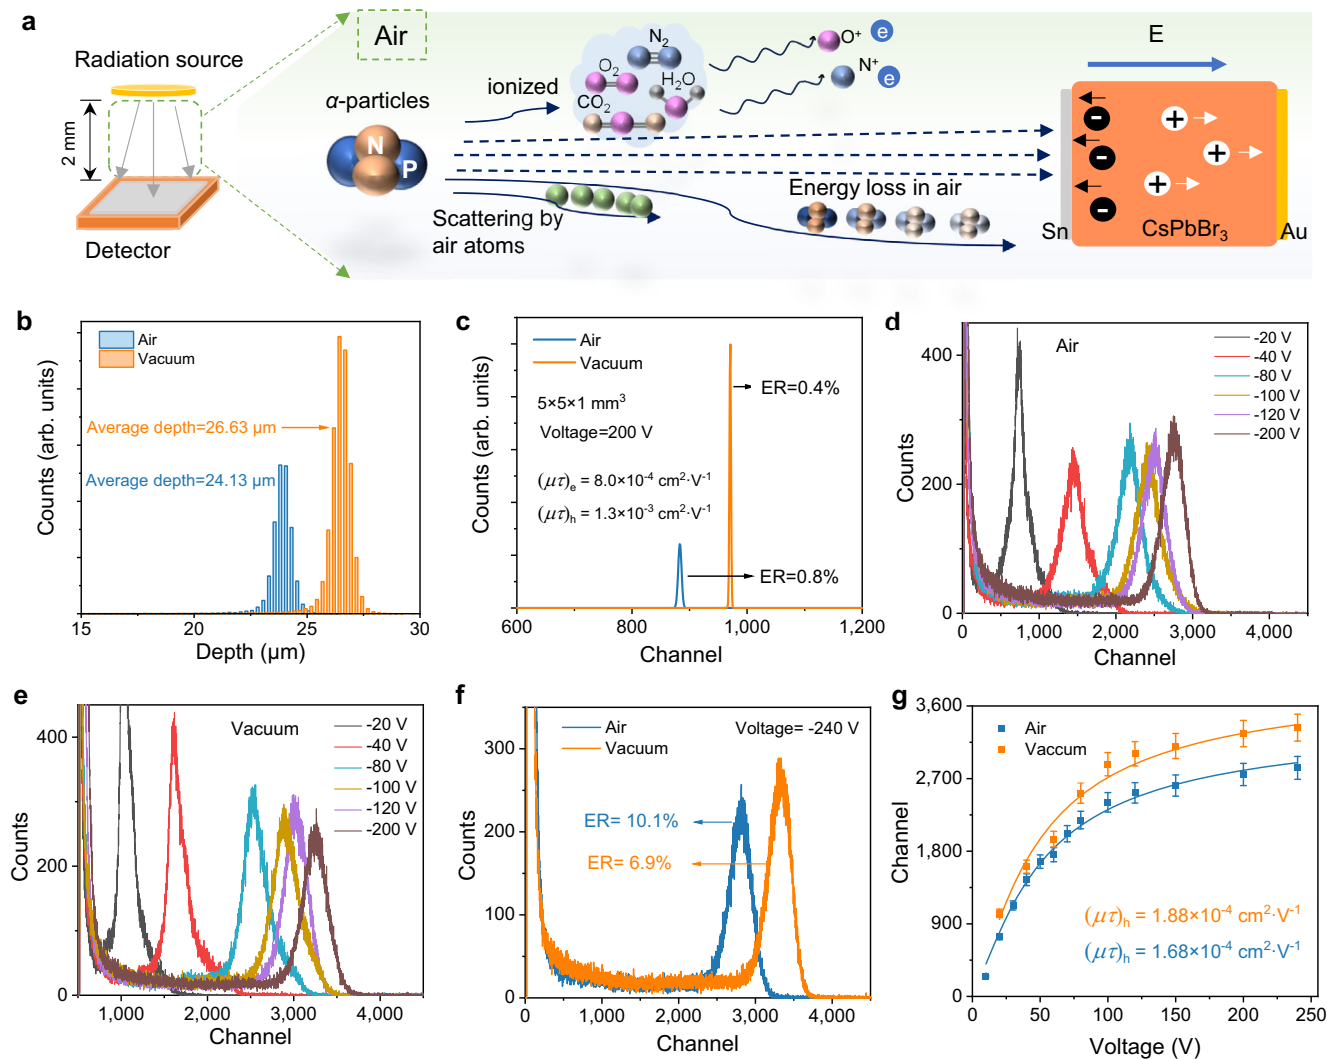 a
Radiation source
2 mm
Detector
Air
α-particles
N
P
ionized
N₂
O₂
H₂O
CO₂
O⁺
e
N⁺
e
Scattering by
air atoms
Energy loss in air
E
-
-
-
+
+
+
Sn
CsPbBr₃
Au
b
Counts (arb. units)
Air
Vacuum
Average depth=26.63 μm
Average depth=24.13 μm
15 20 25 30
Depth (μm)
c
Counts (arb. units)
Air
Vacuum
ER=0.4%
5×5×1 mm³
Voltage=200 V
(μτ)e = 8.0×10⁻⁴ cm²·V⁻¹
(μτ)h = 1.3×10⁻³ cm²·V⁻¹
ER=0.8%
600 800 1,000 1,200
Channel
d
Counts
400
200
0
Air
-20 V
-40 V
-80 V
-100 V
-120 V
-200 V
0 1,000 2,000 3,000 4,000
Channel
e
Counts
400
200
0
Vacuum
-20 V
-40 V
-80 V
-100 V
-120 V
-200 V
1,000 2,000 3,000 4,000
Channel
f
Counts
300
200
100
0
Air
Vacuum
Voltage= -240 V
ER= 10.1%
ER= 6.9%
0 1,000 2,000 3,000 4,000
Channel
g
Channel
3,600
2,700
1,800
900
0
Air
Vaccum
(μτ)h = 1.88×10⁻⁴ cm²·V⁻¹
(μτ)h = 1.68×10⁻⁴ cm²·V⁻¹
0 50 100 150 200 250
Voltage (V)